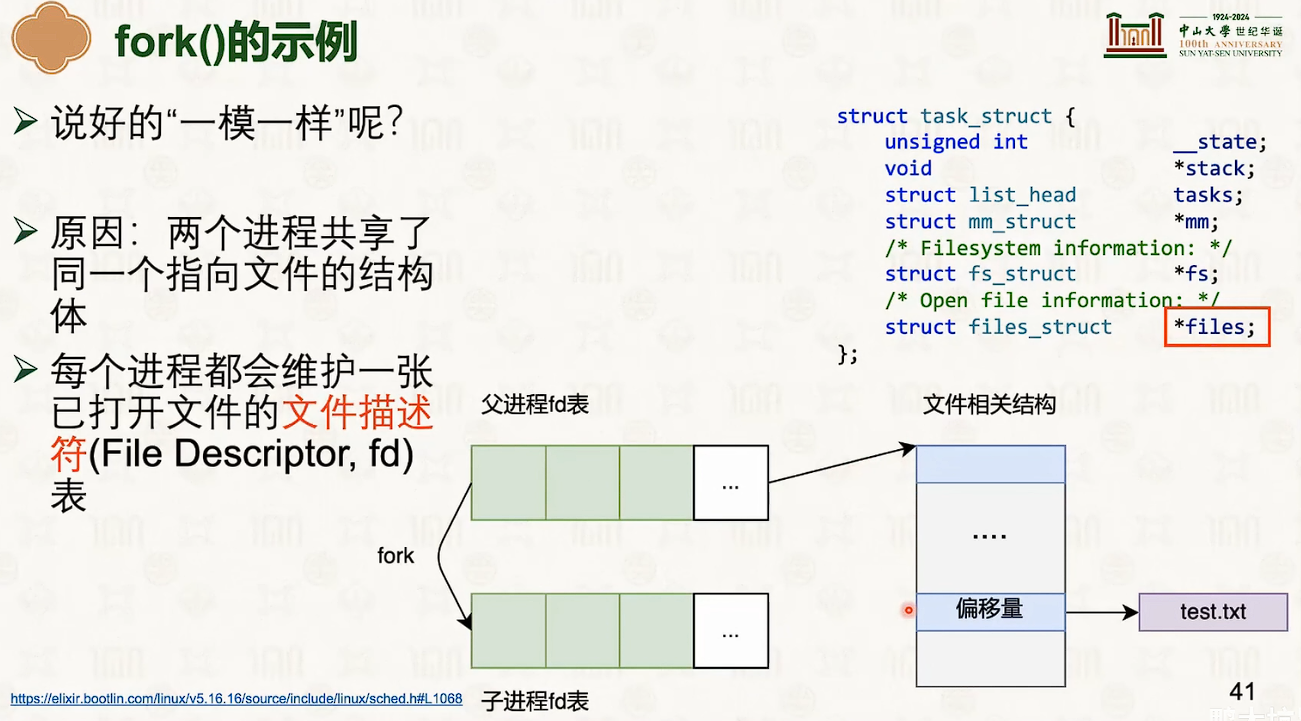 fork()的示例
1924-2024
中山大學 世纪华诞
100th ANNIVERSARY
SUN YAT-SEN UNIVERSITY
说好的“一模一样”呢？
原因：两个进程共享了
同一个指向文件的结构
体
每个进程都会维护一张
已打开文件的文件描述
符(File Descriptor, fd)
表
struct task_struct {
unsigned int __state;
void *stack;
struct list_head tasks;
struct mm_struct *mm;
/* Filesystem information: */
struct fs_struct *fs;
/* Open file information: */
struct files_struct *files;
};
父进程fd表
文件相关结构
...
....
fork
偏移量
test.txt
...
子进程fd表
https://elixir.bootlin.com/linux/v5.16.16/source/include/linux/sched.h#L1068
41